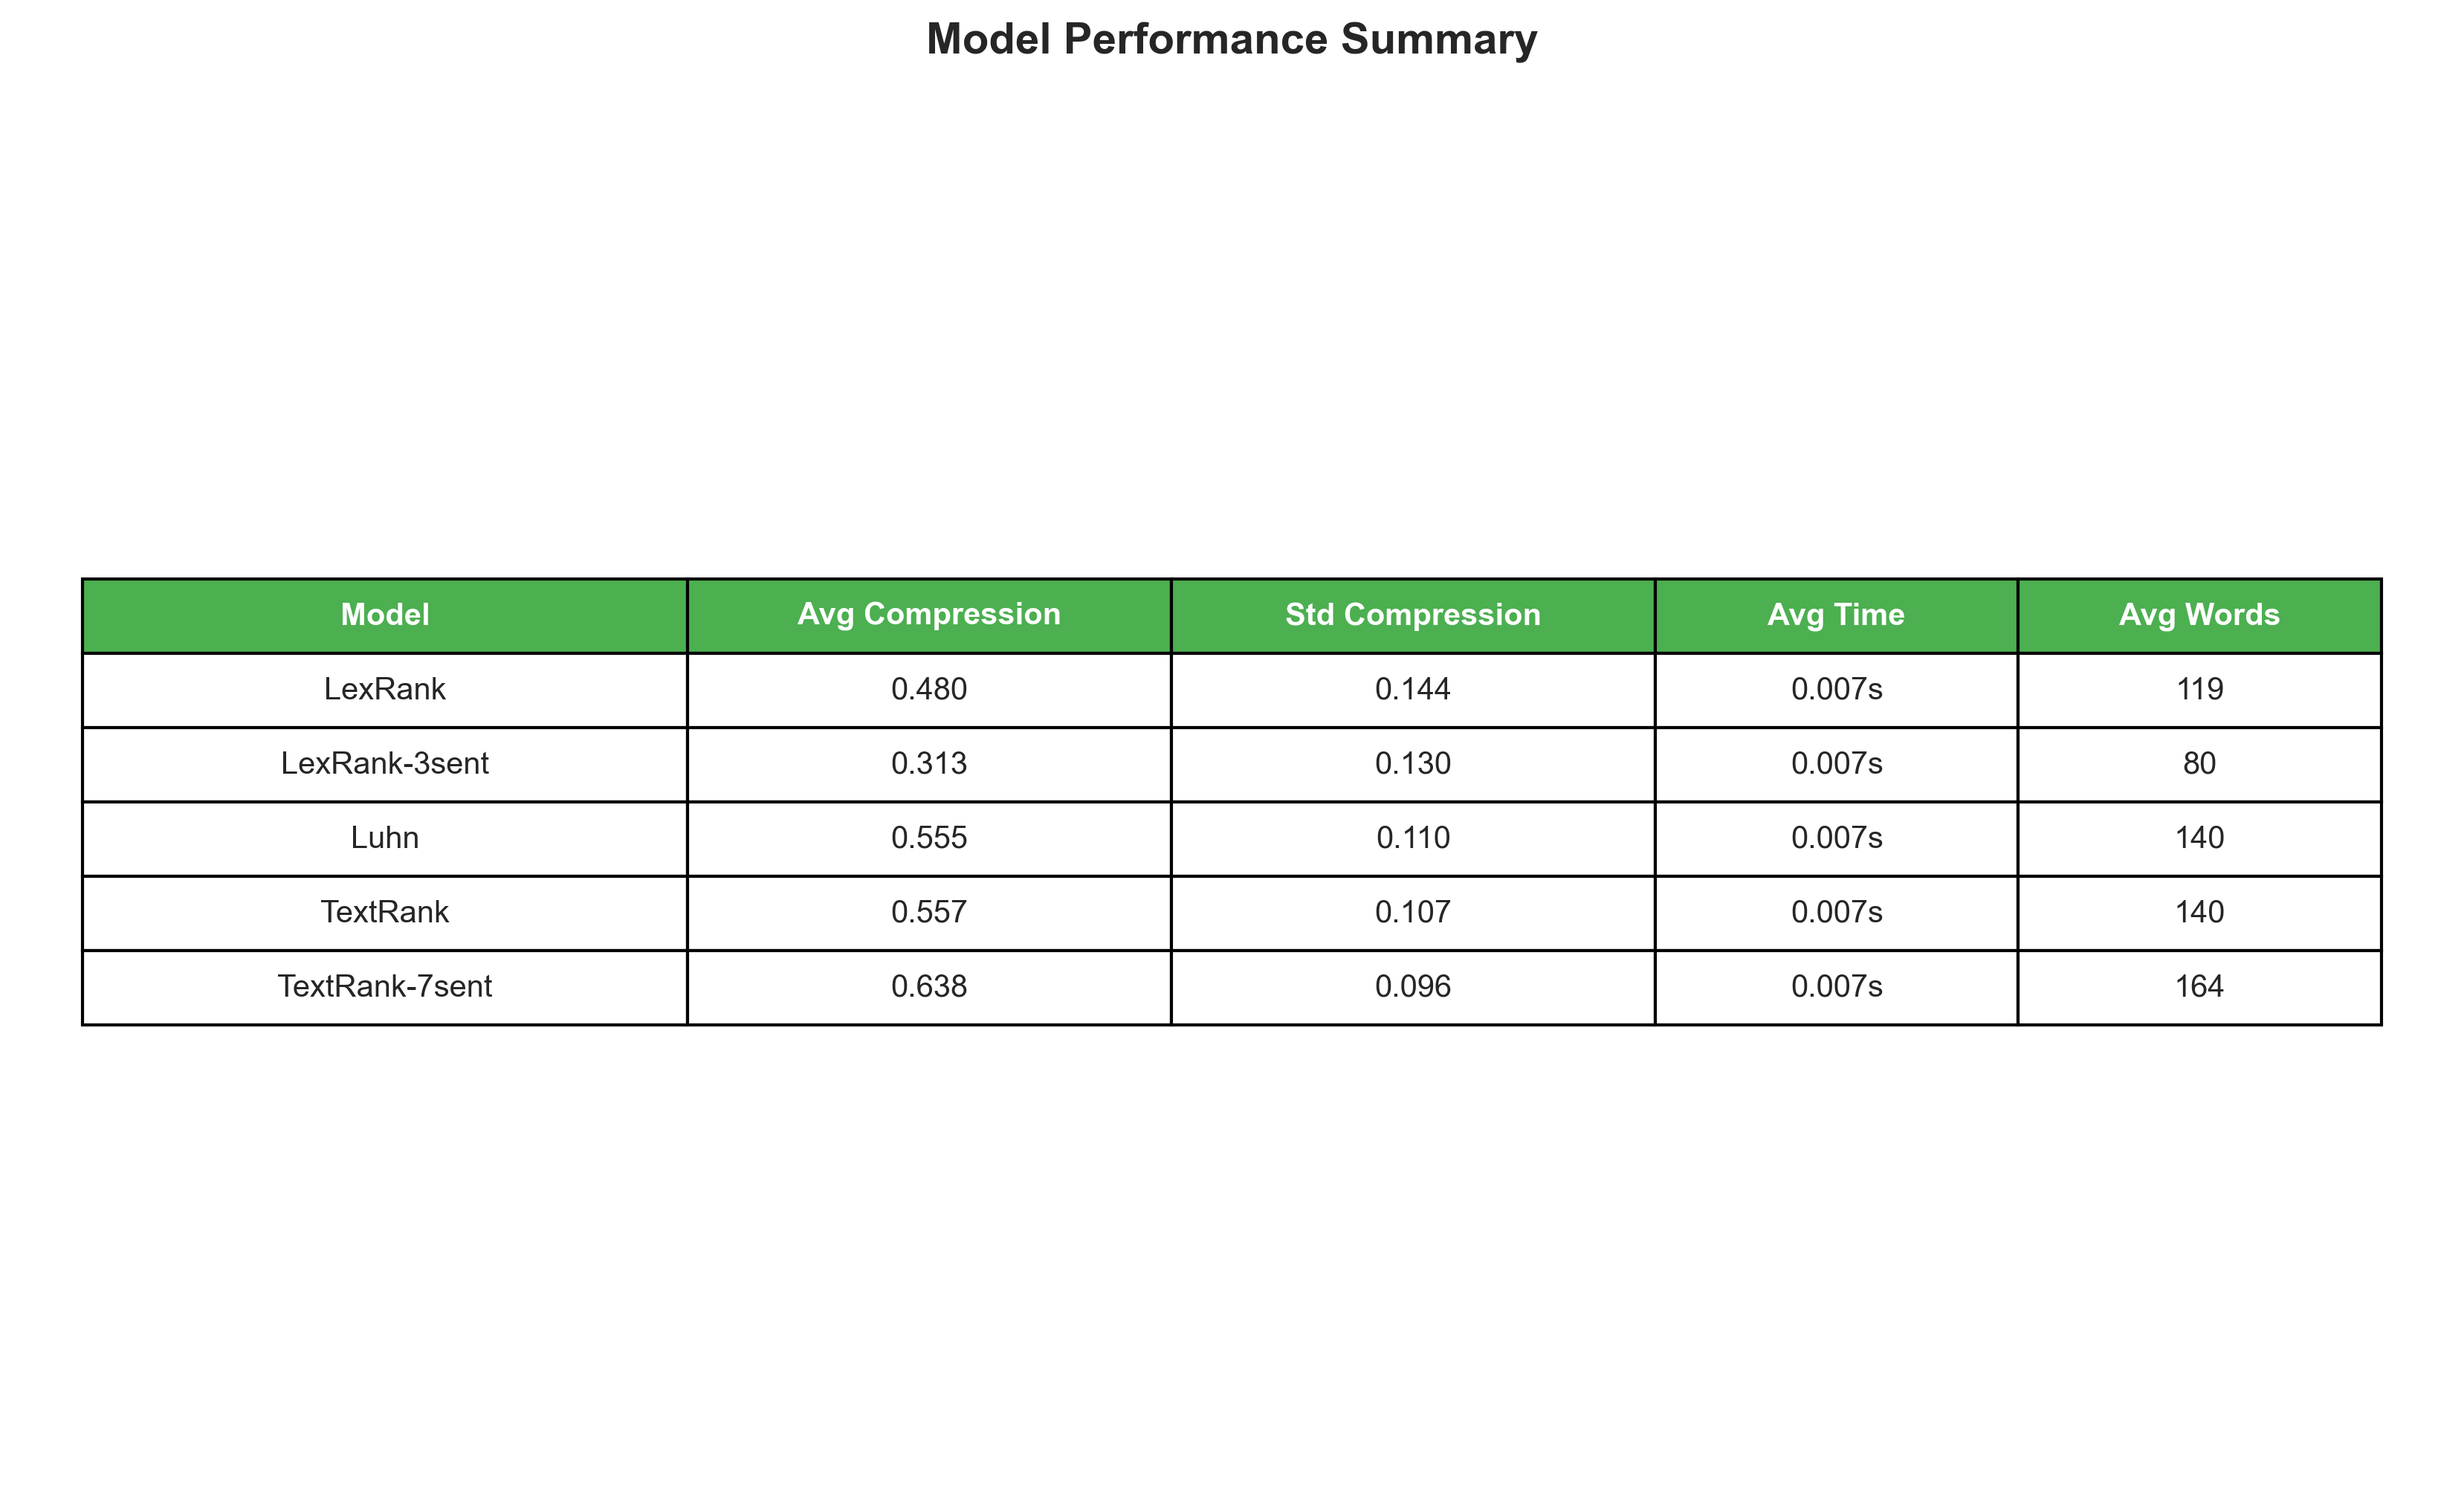 Model Performance Summary
Model Avg Compression Std Compression Avg Time Avg Words
LexRank 0.480 0.144 0.007s 119
LexRank-3sent 0.313 0.130 0.007s 80
Luhn 0.555 0.110 0.007s 140
TextRank 0.557 0.107 0.007s 140
TextRank-7sent 0.638 0.096 0.007s 164